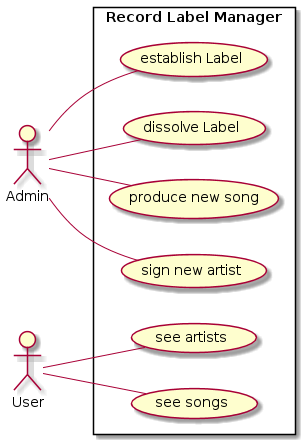 Record Label Manager
establish Label
dissolve Label
produce new song
Admin
sign new artist
see artists
User
see songs